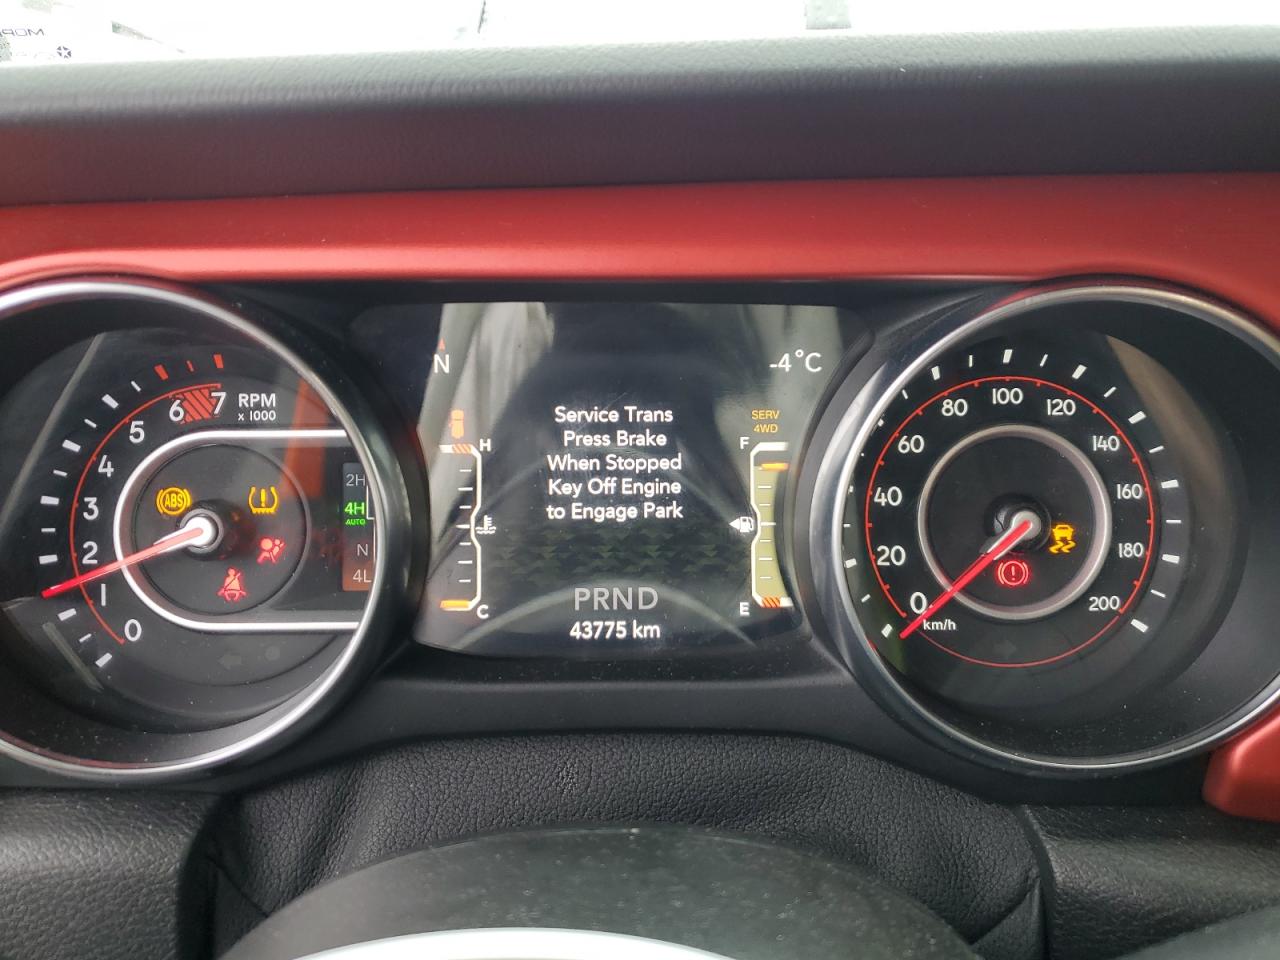 MOPAR
6
7
RPM
x 1000
5
4
3
2
1
0
ABS
2H
4H
AUTO
N
4L
N
-4°C
SERV
4WD
H
C
Service Trans
Press Brake
When Stopped
Key Off Engine
to Engage Park
PRND
43775 km
F
E
0
20
40
60
80
100
120
140
160
180
200
km/h